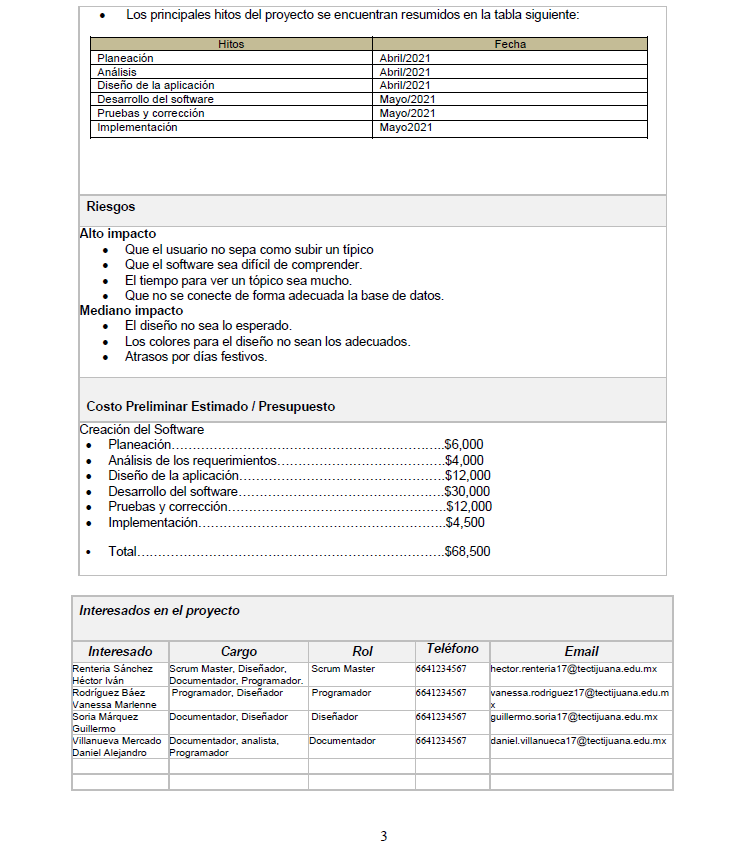 • Los principales hitos del proyecto se encuentran resumidos en la tabla siguiente:
Hitos Fecha
Planeación Abril/2021
Análisis Abril/2021
Diseño de la aplicación Abril/2021
Desarrollo del software Mayo/2021
Pruebas y corrección Mayo/2021
Implementación Mayo2021
Riesgos
Alto impacto
• Que el usuario no sepa como subir un típico
• Que el software sea difícil de comprender.
• El tiempo para ver un tópico sea mucho.
• Que no se conecte de forma adecuada la base de datos.
Mediano impacto
• El diseño no sea lo esperado.
• Los colores para el diseño no sean los adecuados.
• Atrasos por días festivos.
Costo Preliminar Estimado / Presupuesto
Creación del Software
• Planeación……………………………………………………..$6,000
• Análisis de los requerimientos…………………………………..$4,000
• Diseño de la aplicación…………………………………………..$12,000
• Desarrollo del software…………………………………………..$30,000
• Pruebas y corrección……………………………………………..$12,000
• Implementación…………………………………………………..$4,500
• Total……………………………………………………………..$68,500
Interesados en el proyecto
Interesado Cargo Rol Teléfono Email
Renteria Sánchez Scrum Master, Diseñador, Scrum Master 6641234567 hector.renteria17@tectijuana.edu.mx
Héctor Iván Documentador, Programador.
Rodríguez Báez Programador, Diseñador Programador 6641234567 vanessa.rodriguez17@tectijuana.edu.m
Vanessa Marlenne x
Soria Márquez Documentador, Diseñador Diseñador 6641234567 guillermo.soria17@tectijuana.edu.mx
Guillermo
Villanueva Mercado Documentador, analista, Documentador 6641234567 daniel.villanueca17@tectijuana.edu.mx
Daniel Alejandro Programador
3